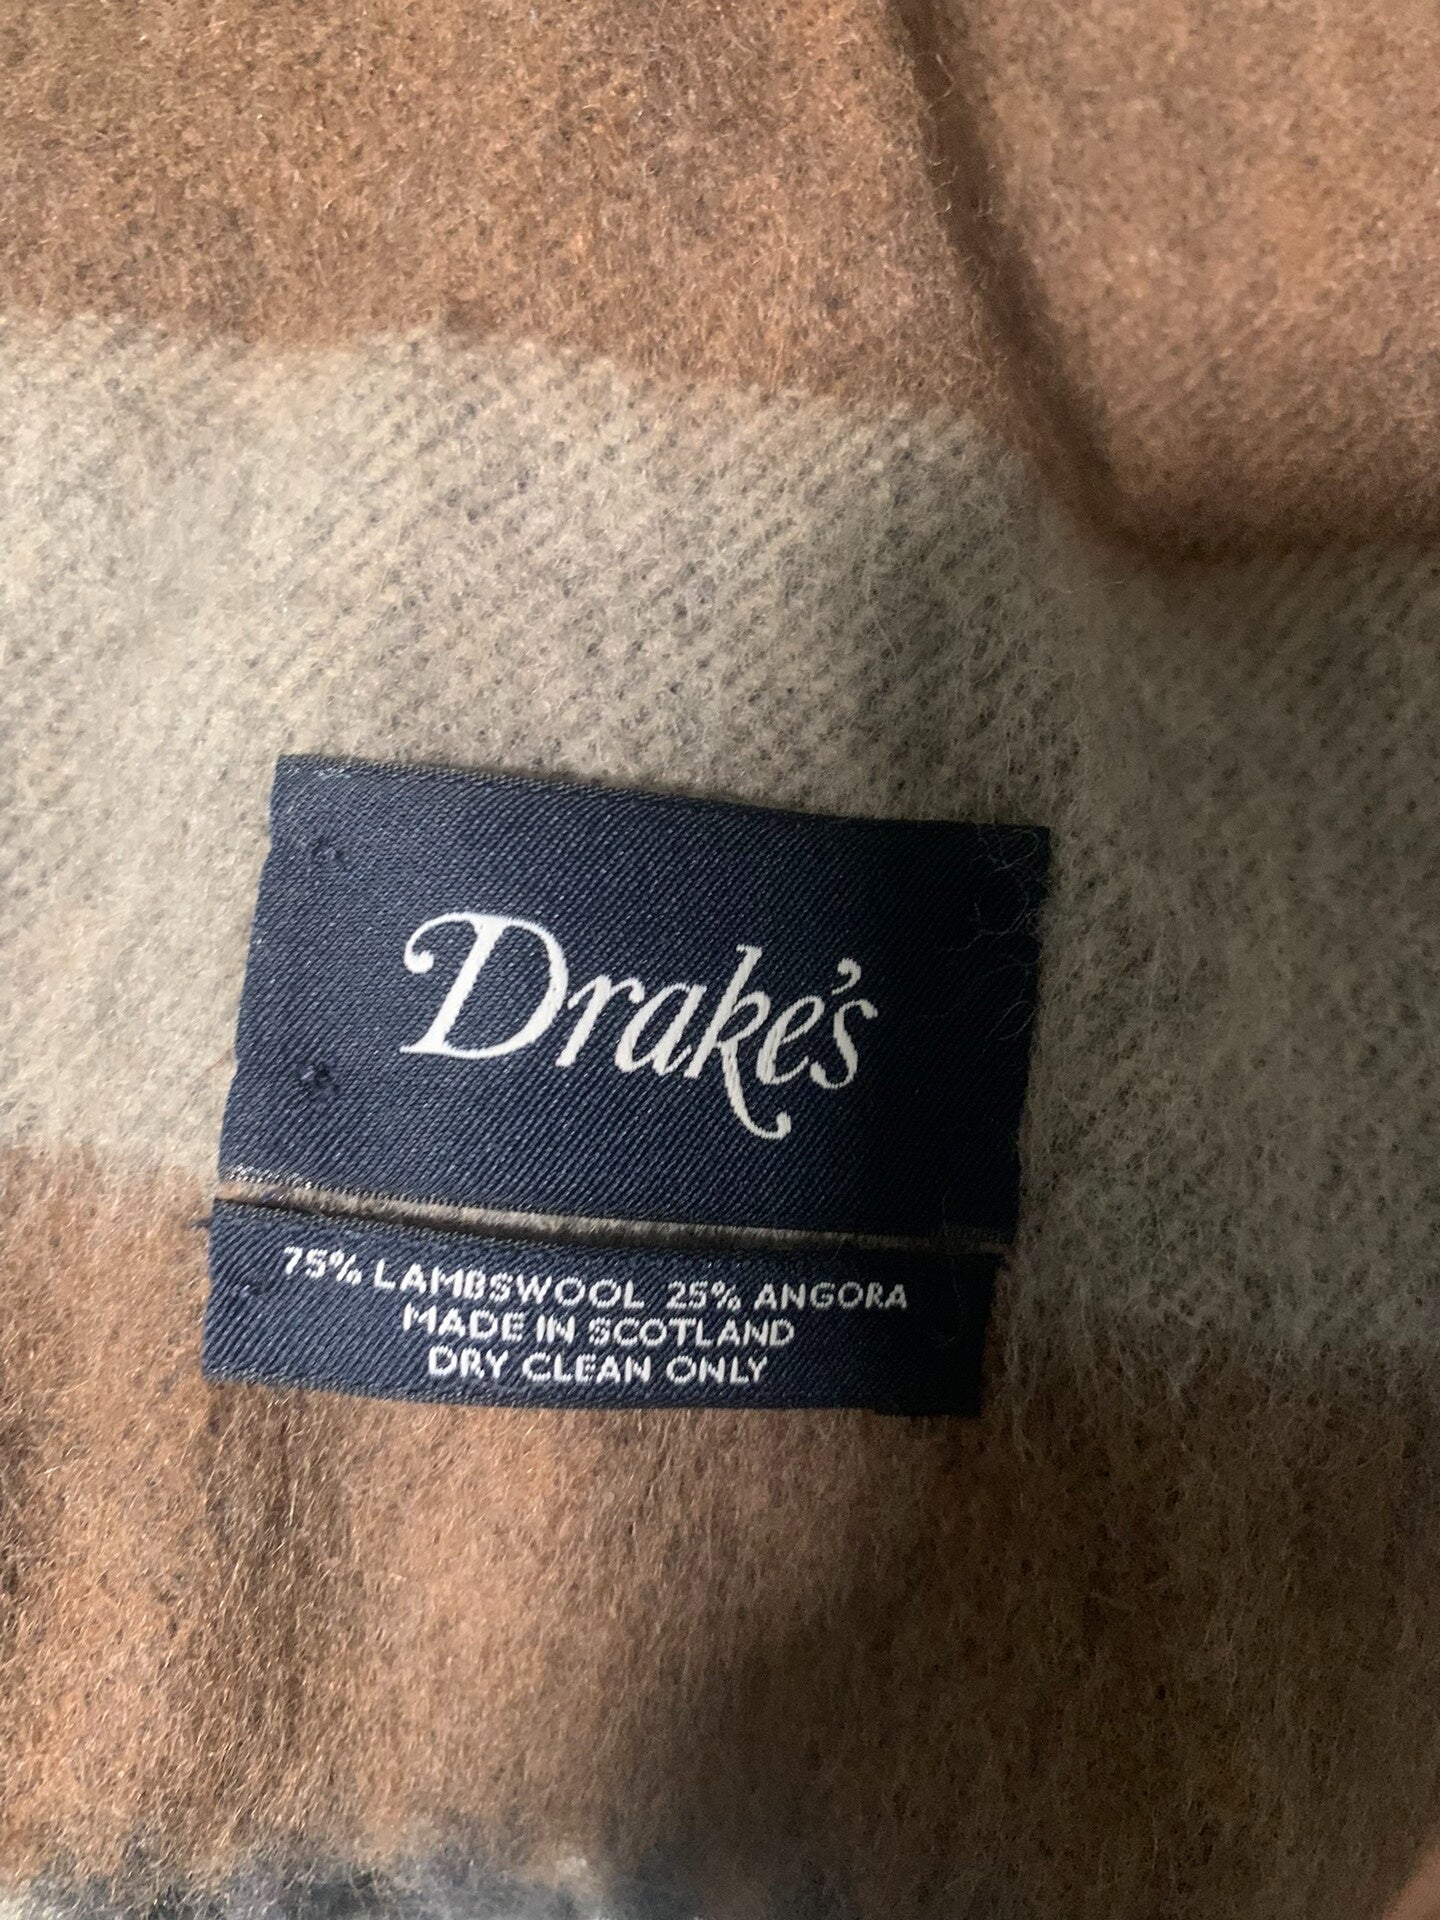 Drake's
75% LAMBSWOOL 25% ANGORA
MADE IN SCOTLAND
DRY CLEAN ONLY